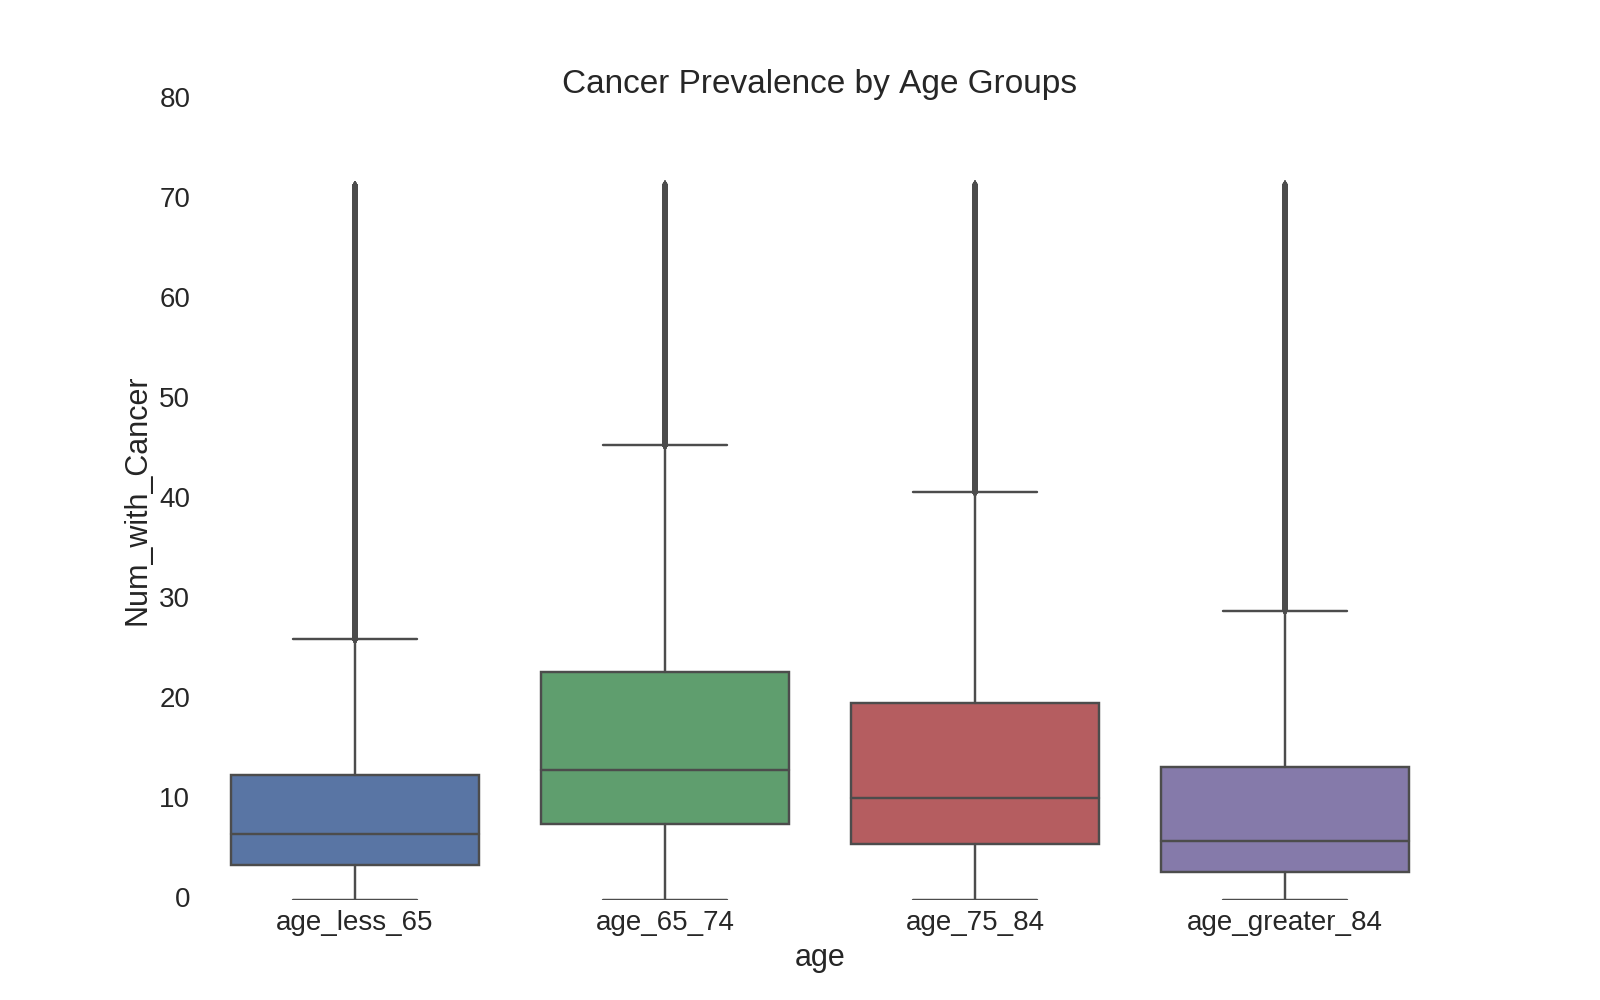 Cancer Prevalence by Age Groups
80
70
60
50
40
30
20
10
0
Num_with_Cancer
age_less_65
age_65_74
age_75_84
age_greater_84
age